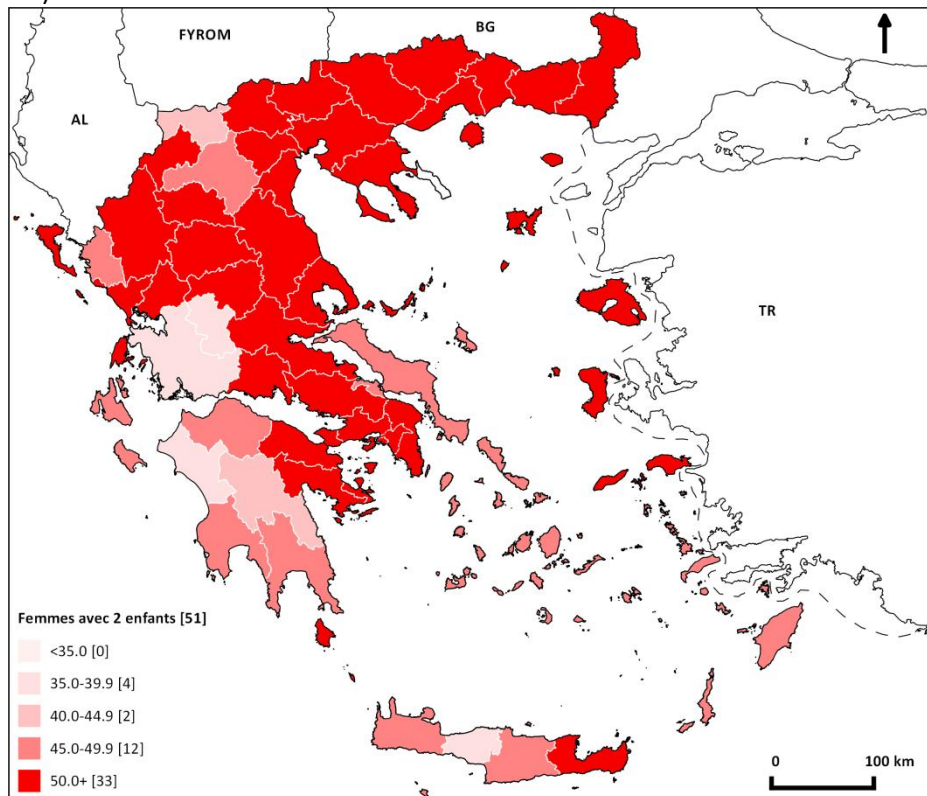 FYROM
BG
AL
TR
Femmes avec 2 enfants [51]
<35.0 [0]
35.0-39.9 [4]
40.0-44.9 [2]
45.0-49.9 [12]
50.0+ [33]
0 100 km